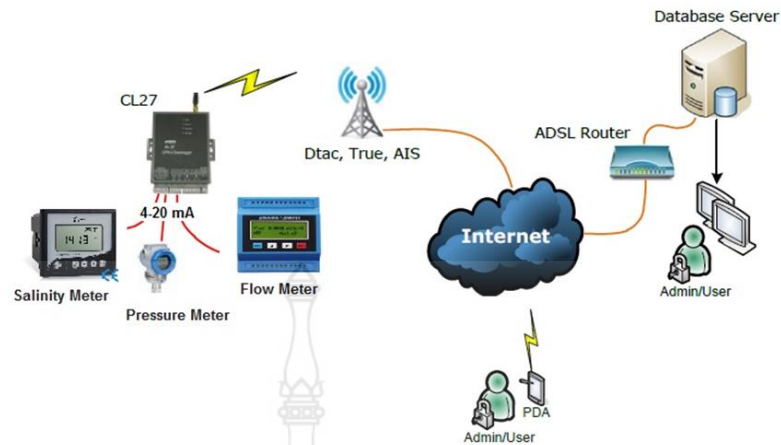 Database Server
CL27
ADSL Router
Dtac, True, AIS
4-20 mA
1413
Internet
Salinity Meter
Flow Meter
Pressure Meter
Admin/User
PDA
Admin/User